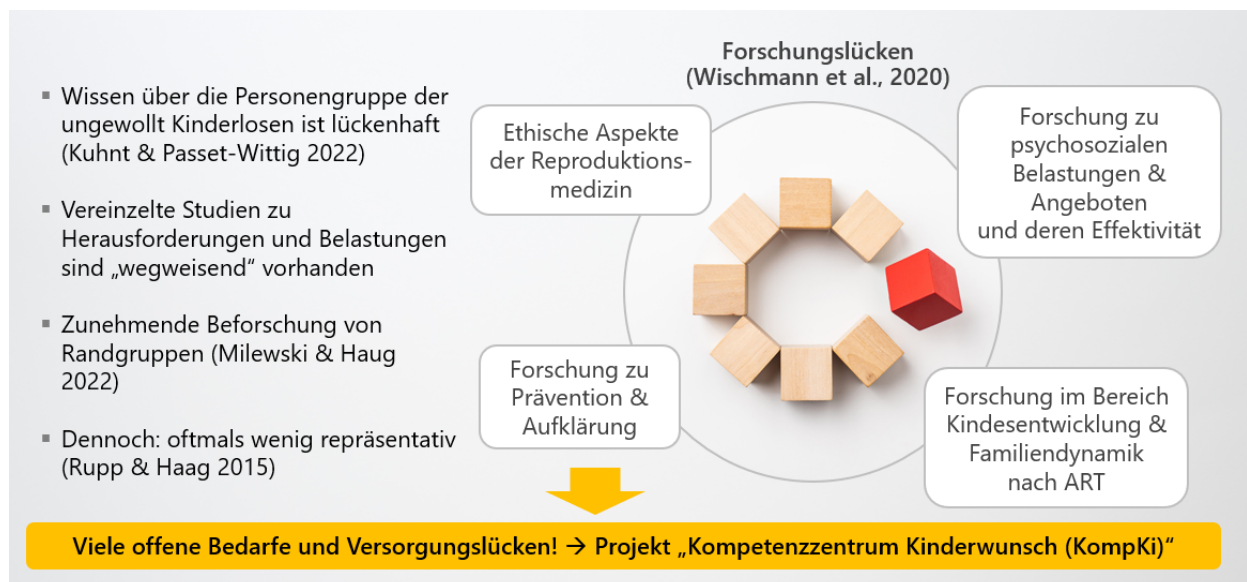 ▪ Wissen über die Personengruppe der
ungewollt Kinderlosen ist lückenhaft
(Kuhnt & Passet-Wittig 2022)
▪ Vereinzelte Studien zu
Herausforderungen und Belastungen
sind „wegweisend“ vorhanden
▪ Zunehmende Beforschung von
Randgruppen (Milewski & Haug
2022)
▪ Dennoch: oftmals wenig repräsentativ
(Rupp & Haag 2015)
Forschungslücken
(Wischmann et al., 2020)
Ethische Aspekte
der Reproduktions-
medizin
Forschung zu
psychosozialen
Belastungen &
Angeboten
und deren Effektivität
Forschung zu
Prävention &
Aufklärung
Forschung im Bereich
Kindesentwicklung &
Familiendynamik
nach ART
Viele offene Bedarfe und Versorgungslücken! → Projekt „Kompetenzzentrum Kinderwunsch (KompKi)“